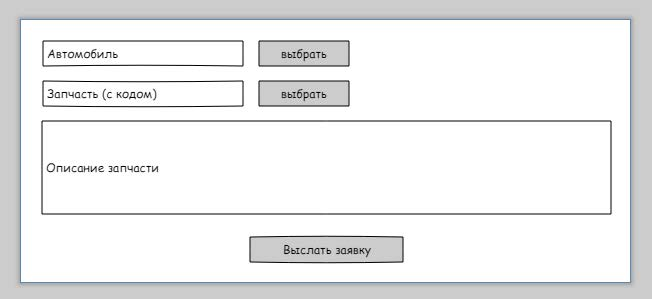 Автомобиль выбрать
Запчасть (с кодом) выбрать
Описание запчасти
Выслать заявку